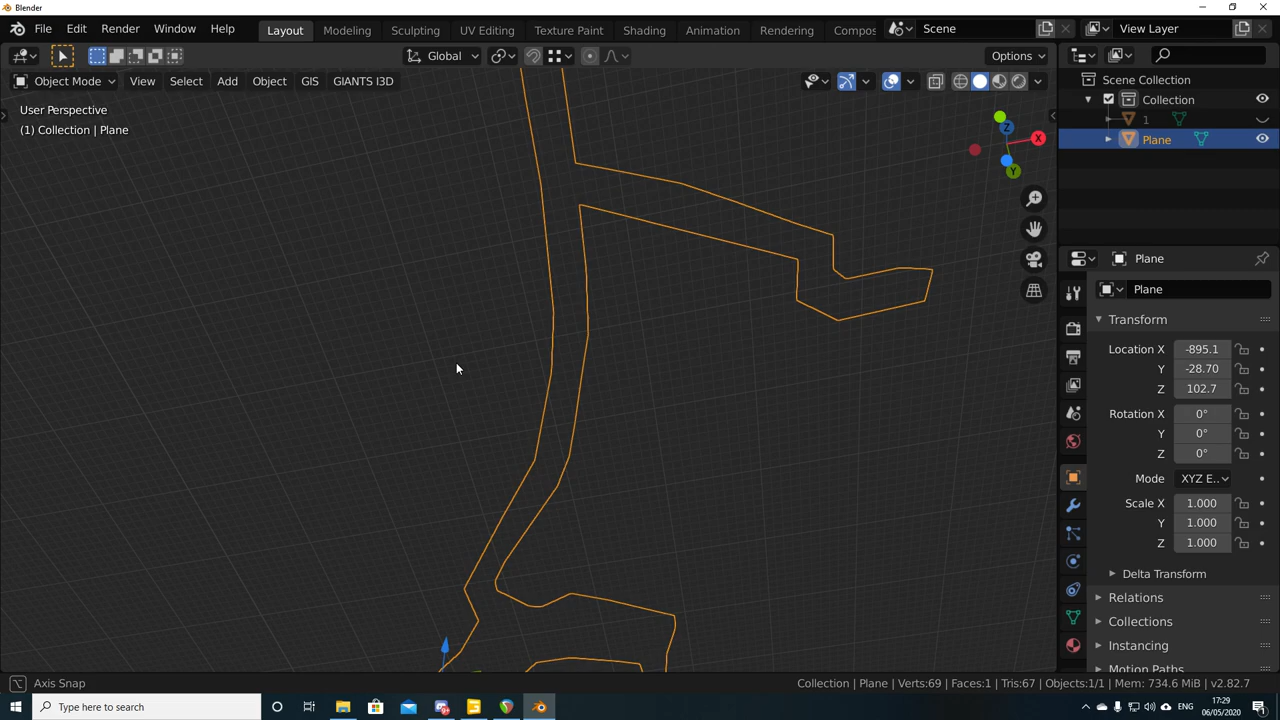 Blender
File Edit Render Window Help Layout Modeling Sculpting UV Editing Texture Paint Shading Animation Rendering Compos Scene View Layer
Global Options
Object Mode View Select Add Object GIS GIANTS I3D
User Perspective
(1) Collection | Plane
Z
X
Y
Scene Collection
Collection
1
Plane
Plane
Plane
Transform
Location X -895.1
Y -28.70
Z 102.7
Rotation X 0°
Y 0°
Z 0°
Mode XYZ E..
Scale X 1.000
Y 1.000
Z 1.000
Delta Transform
Relations
Collections
Instancing
Motion Paths
Axis Snap
Collection | Plane | Verts:69 | Faces:1 | Tris:67 | Objects:1/1 | Mem: 734.6 MiB | v2.82.7
Type here to search
ENG
17:29
06/05/2020